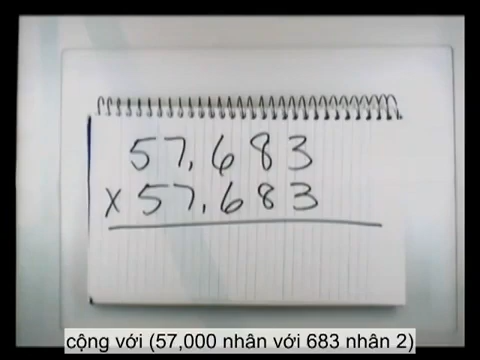 57,683
x 57,683
cộng với (57,000 nhân với 683 nhân 2)